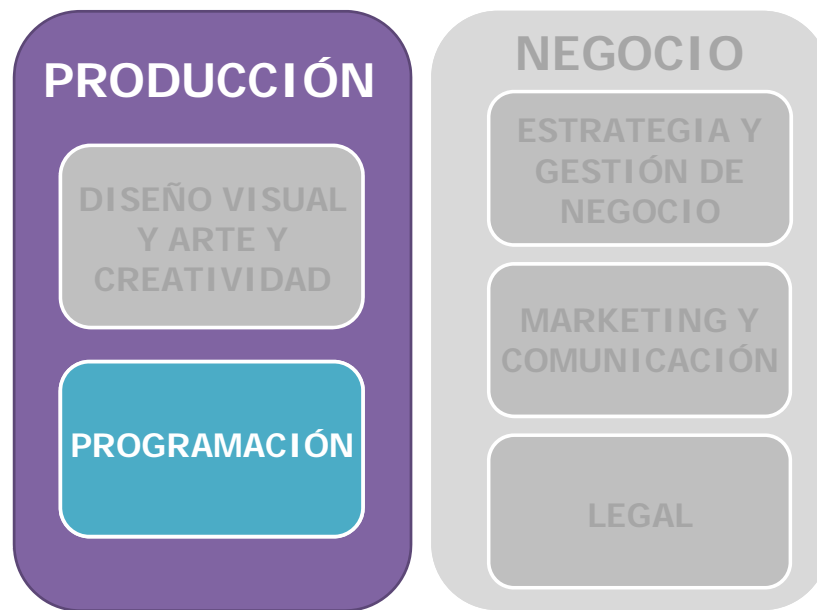 PRODUCCIÓN
DISEÑO VISUAL
Y ARTE Y
CREATIVIDAD
PROGRAMACIÓN
NEGOCIO
ESTRATEGIA Y
GESTIÓN DE
NEGOCIO
MARKETING Y
COMUNICACIÓN
LEGAL